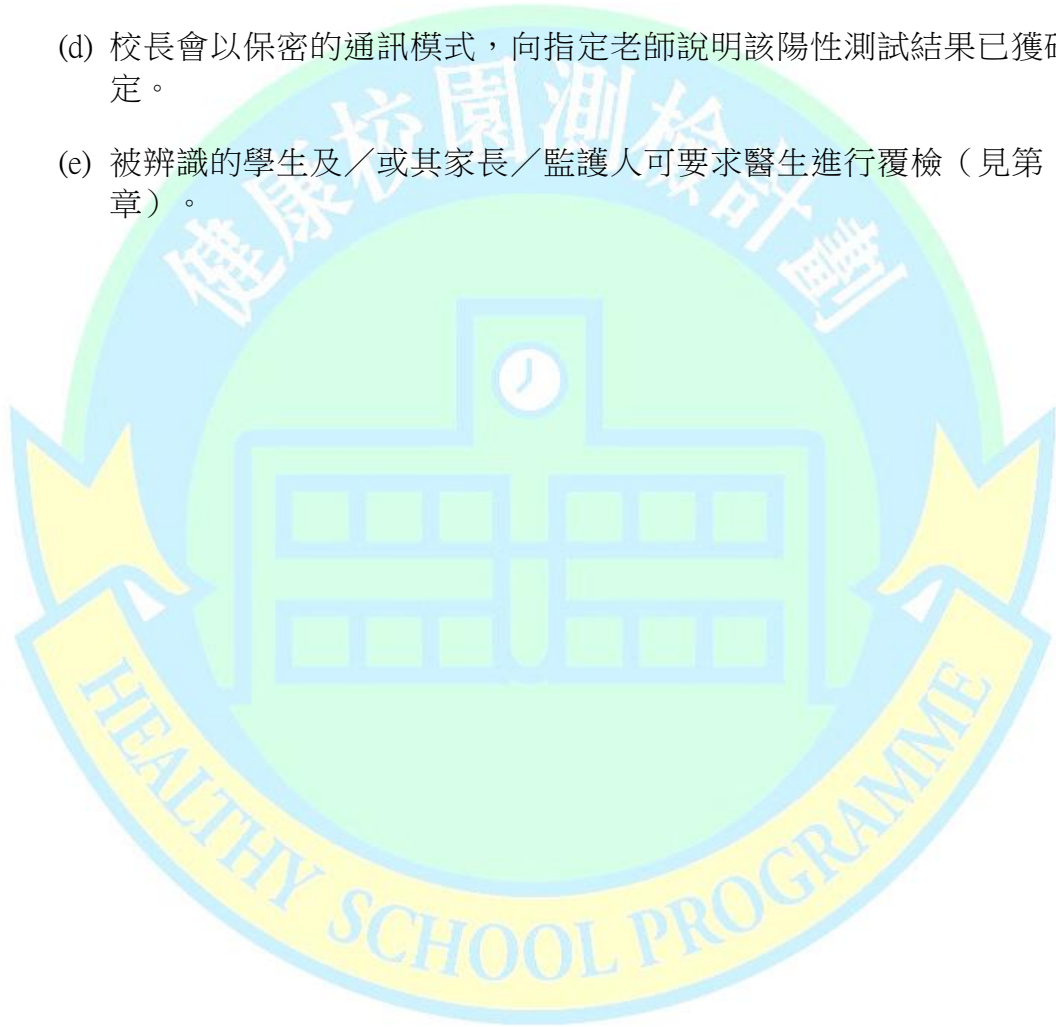 (d) 校長會以保密的通訊模式，向指定老師說明該陽性測試結果已獲
定。
(e) 被辨識的學生及／或其家長／監護人可要求醫生進行覆檢（見第
章）。
健康校園測檢計劃
HEALTHY SCHOOL PROGRAMME